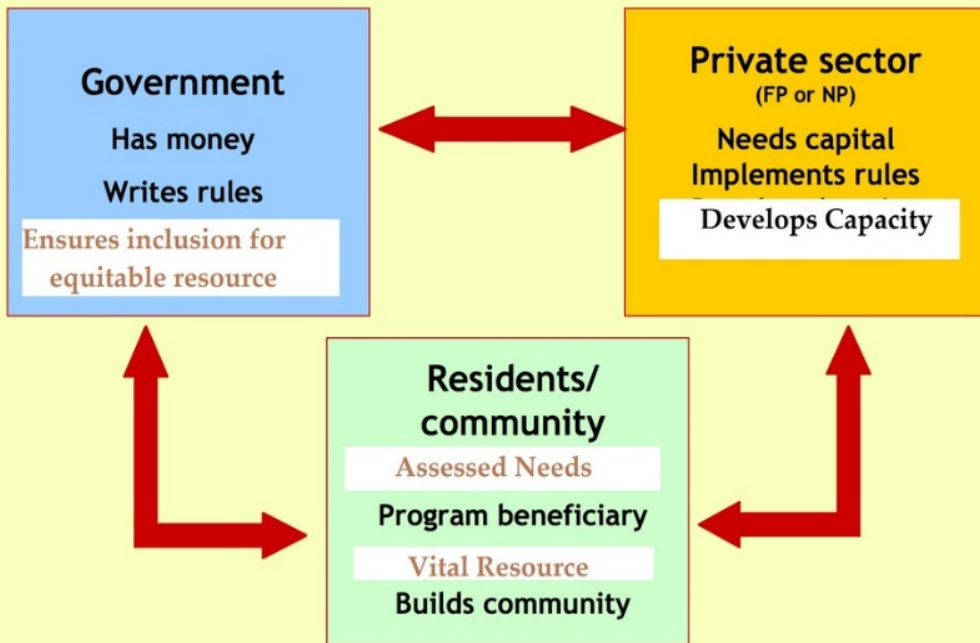 Government
Has money
Writes rules
Ensures inclusion for
equitable resource
Private sector
(FP or NP)
Needs capital
Implements rules
Develops Capacity
Residents/
community
Assessed Needs
Program beneficiary
Vital Resource
Builds community